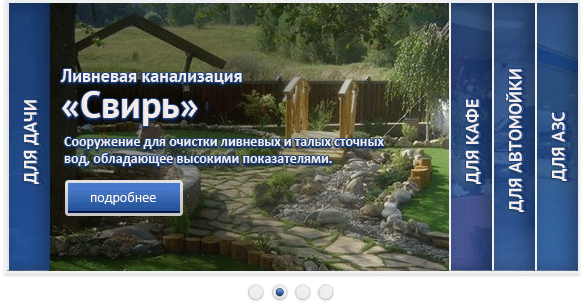 ДЛЯ ДАЧИ
Ливневая канализация
«Свирь»
Сооружение для очистки ливневых и талых сточных
вод, обладающее высокими показателями.
подробнее
ДЛЯ КАФЕ
ДЛЯ АВТОМОЙКИ
ДЛЯ АЗС